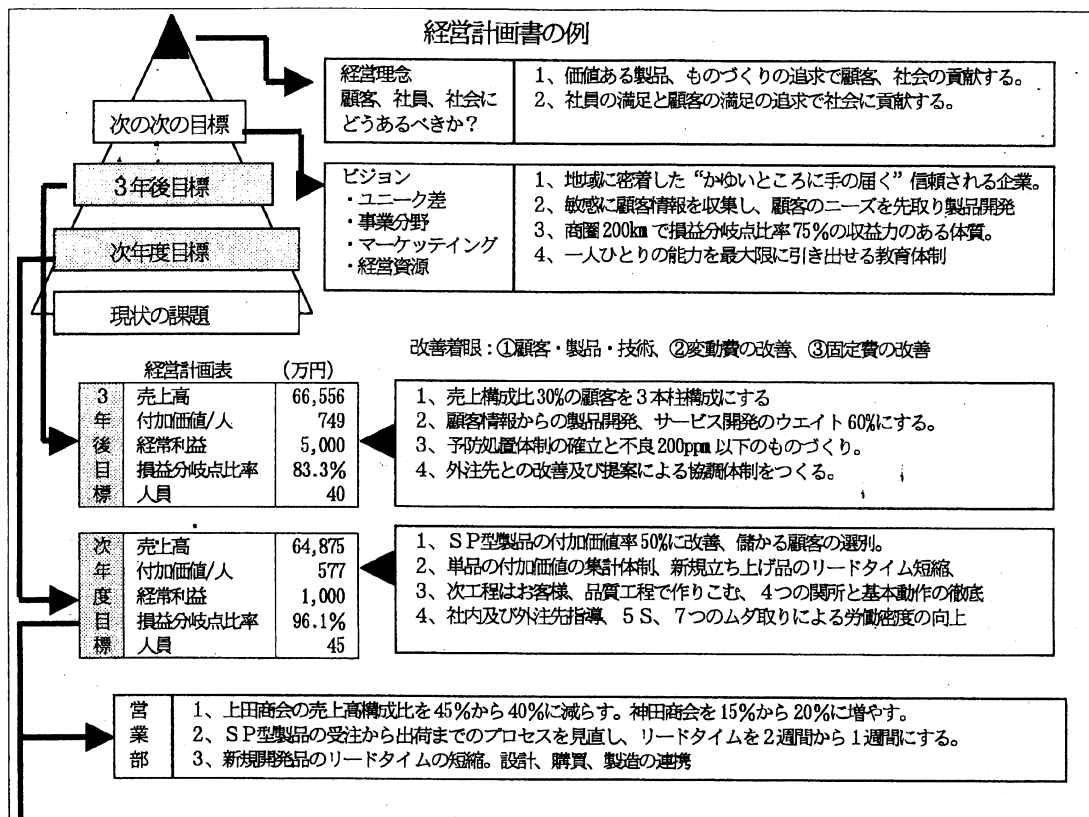 経営計画書の例
経営理念
顧客、社員、社会に
どうあるべきか？
1、価値ある製品、ものづくりの追求で顧客、社会の貢献する。
2、社員の満足と顧客の満足の追求で社会に貢献する。
次の次の目標
3年後目標
次年度目標
現状の課題
ビジョン
・ユニーク差
・事業分野
・マーケッテイング
・経営資源
1、地域に密着した“かゆいところに手の届く”信頼される企業。
2、敏感に顧客情報を収集し、顧客のニーズを先取り製品開発
3、商圏200kmで損益分岐点比率75%の収益力のある体質。
4、一人ひとりの能力を最大限に引き出せる教育体制
改善着眼：①顧客・製品・技術、②変動費の改善、③固定費の改善
経営計画表 (万円)
3年後目標
売上高 66,556
付加価値/人 749
経常利益 5,000
損益分岐点比率 83.3%
人員 40
1、売上構成比30%の顧客を3本柱構成にする
2、顧客情報からの製品開発、サービス開発のウエイト60%にする。
3、予防処置体制の確立と不良200ppm以下のものづくり。
4、外注先との改善及び提案による協調体制をつくる。
次年度目標
売上高 64,875
付加価値/人 577
経常利益 1,000
損益分岐点比率 96.1%
人員 45
1、ＳＰ型製品の付加価値率50%に改善、儲かる顧客の選別。
2、単品の付加価値の集計体制、新規立ち上げ品のリードタイム短縮、
3、次工程はお客様、品質工程で作りこむ、4つの関所と基本動作の徹底
4、社内及び外注先指導、５Ｓ、7つのムダ取りによる労働密度の向上
営業部
1、上田商会の売上高構成比を45%から40%に減らす。神田商会を15%から20%に増やす。
2、ＳＰ型製品の受注から出荷までのプロセスを見直し、リードタイムを2週間から1週間にする。
3、新規開発品のリードタイムの短縮。設計、購買、製造の連携